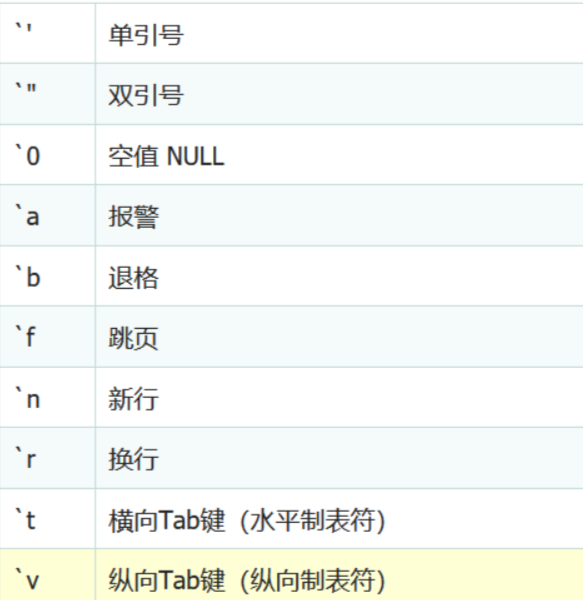 `' 单引号
`" 双引号
`0 空值 NULL
`a 报警
`b 退格
`f 跳页
`n 新行
`r 换行
`t 横向Tab键 (水平制表符)
`v 纵向Tab键 (纵向制表符)